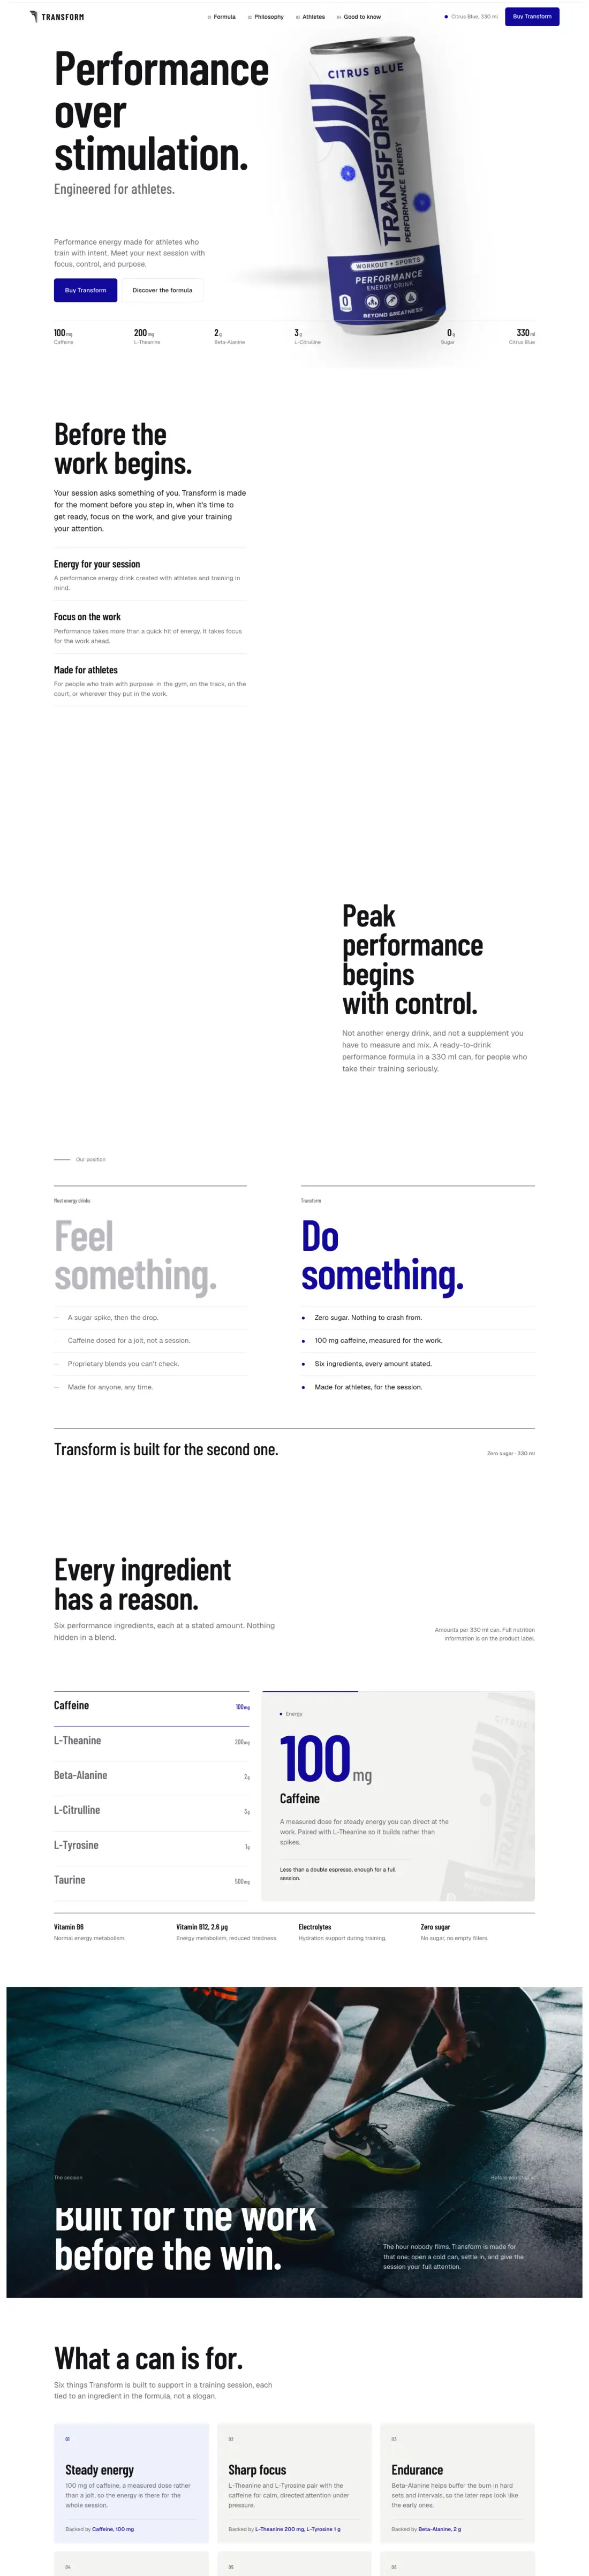 TRANSFORM
01 Formula
02 Philosophy
03 Athletes
04 Good to know
Citrus Blue, 330 ml
Buy Transform
Performance
over
stimulation.
Engineered for athletes.
Performance energy made for athletes who
train with intent. Meet your next session with
focus, control, and purpose.
Buy Transform
Discover the formula
CITRUS BLUE
TRANSFORM
PERFORMANCE ENERGY
WORKOUT + SPORTS
PERFORMANCE
ENERGY DRINK
BEYOND GREATNESS
100 mg
Caffeine
200 mg
L-Theanine
2 g
Beta-Alanine
3 g
L-Citrulline
0 g
Sugar
330 ml
Citrus Blue
Before the
work begins.
Your session asks something of you. Transform is made
for the moment before you step in, when it's time to
get ready, focus on the work, and give your training
your attention.
Energy for your session
A performance energy drink created with athletes and training in
mind.
Focus on the work
Performance takes more than a quick hit of energy. It takes focus
for the work ahead.
Made for athletes
For people who train with purpose: in the gym, on the track, on the
court, or wherever they put in the work.
Peak
performance
begins
with control.
Not another energy drink, and not a supplement you
have to measure and mix. A ready-to-drink
performance formula in a 330 ml can, for people who
take their training seriously.
Our position
Most energy drinks
Feel
something.
— A sugar spike, then the drop.
— Caffeine dosed for a jolt, not a session.
— Proprietary blends you can't check.
— Made for anyone, any time.
Transform
Do
something.
Zero sugar. Nothing to crash from.
100 mg caffeine, measured for the work.
Six ingredients, every amount stated.
Made for athletes, for the session.
Transform is built for the second one.
Zero sugar · 330 ml
Every ingredient
has a reason.
Six performance ingredients, each at a stated amount. Nothing
hidden in a blend.
Amounts per 330 ml can. Full nutrition
information is on the product label.
Caffeine 100 mg
L-Theanine 200 mg
Beta-Alanine 2 g
L-Citrulline 3 g
L-Tyrosine 1 g
Taurine 500 mg
Energy
100 mg
Caffeine
A measured dose for steady energy you can direct at the
work. Paired with L-Theanine so it builds rather than
spikes.
Less than a double espresso, enough for a full
session.
Vitamin B6
Normal energy metabolism.
Vitamin B12, 2.6 µg
Energy metabolism, reduced tiredness.
Electrolytes
Hydration support during training.
Zero sugar
No sugar, no empty fillers.
The session
Built for the work
before the win.
The hour nobody films. Transform is made for
that one; open a cold can, settle in, and give the
session your full attention.
What a can is for.
Six things Transform is built to support in a training session, each
tied to an ingredient in the formula, not a slogan.
01
Steady energy
100 mg of caffeine, a measured dose rather
than a jolt, so the energy is there for the
whole session.
Backed by Caffeine, 100 mg
02
Sharp focus
L-Theanine and L-Tyrosine pair with the
caffeine for calm, directed attention under
pressure.
Backed by L-Theanine 200 mg, L-Tyrosine 1 g
03
Endurance
Beta-Alanine helps buffer the burn in hard
sets and intervals, so the later reps look like
the early ones.
Backed by Beta-Alanine, 2 g
04
05
06